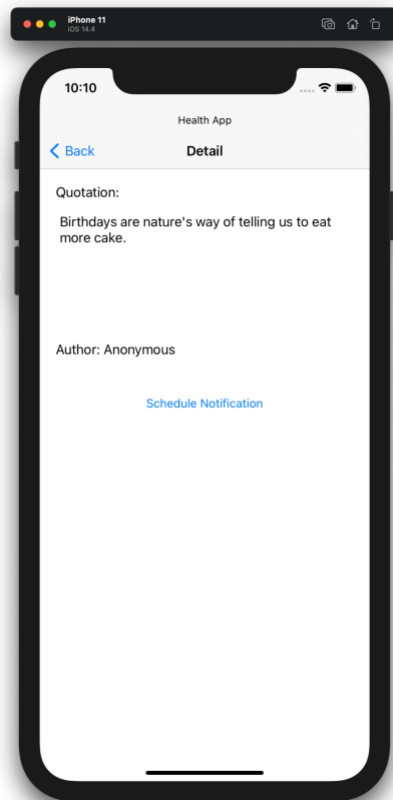 iPhone 11
iOS 14.4
10:10
Health App
Back
Detail
Quotation:
Birthdays are nature's way of telling us to eat
more cake.
Author: Anonymous
Schedule Notification